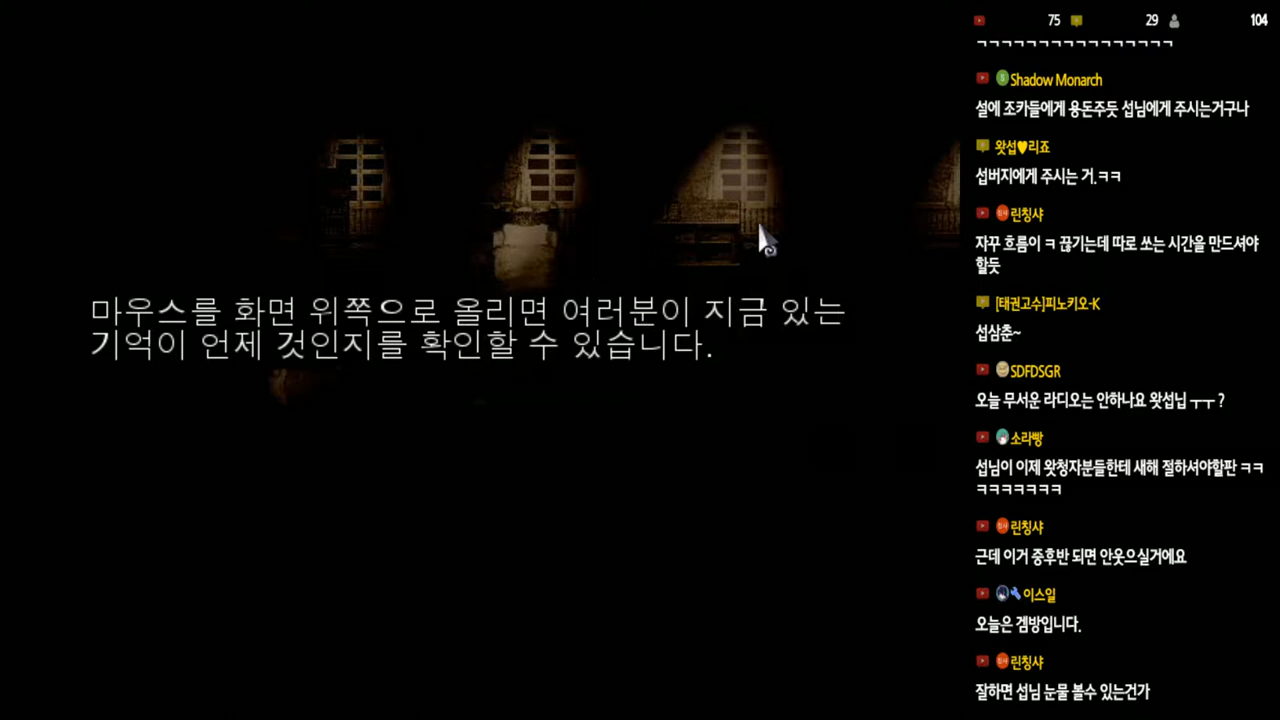 마우스를 화면 위쪽으로 올리면 여러분이 지금 있는
기억이 언제 것인지를 확인할 수 있습니다.
75 29 104
ㅋㅋㅋㅋㅋㅋㅋㅋㅋㅋㅋㅋㅋㅋㅋㅋ
Shadow Monarch
설에 조카들에게 용돈주듯 섭님에게 주시는거구나
왓섭♥리죠
섭버지에게 주시는 거.ㅋㅋ
린칭샤
자꾸 흐름이 ㅋ 끊기는데 따로 쏘는 시간을 만드셔야
할듯
[태권고수]피노키오-K
섭삼춘~
SDFDSGR
오늘 무서운 라디오는 안하나요 왓섭닙 ㅜㅜ ?
소라빵
섭님이 이제 왓청자분들한테 새해 절하셔야할판 ㅋㅋ
ㅋㅋㅋㅋㅋㅋㅋ
린칭샤
근데 이거 중후반 되면 안웃으실거에요
이스일
오늘은 겜방입니다.
린칭샤
잘하면 섭님 눈물 볼수 있는건가